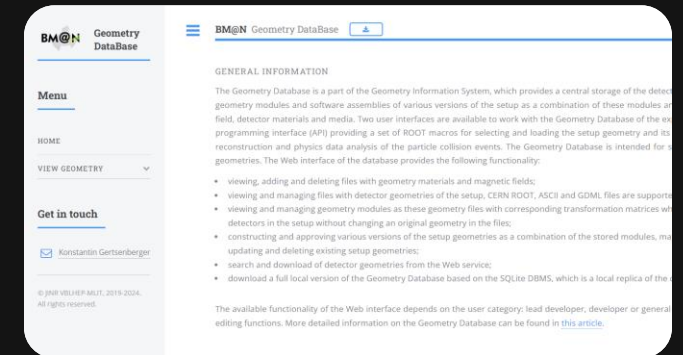 BM@N Geometry DataBase
Menu
HOME
VIEW GEOMETRY
Get in touch
Konstantin Gertsenberger
© JINR VBLHEP-MLIT, 2019-2024.
All rights reserved.
BM@N Geometry DataBase
GENERAL INFORMATION
The Geometry Database is a part of the Geometry Information System, which provides a central storage of the detect
geometry modules and software assemblies of various versions of the setup as a combination of these modules an
field, detector materials and media. Two user interfaces are available to work with the Geometry Database of the ex
programming interface (API) providing a set of ROOT macros for selecting and loading the setup geometry and its
reconstruction and physics data analysis of the particle collision events. The Geometry Database is intended for s
geometries. The Web interface of the database provides the following functionality:
• viewing, adding and deleting files with geometry materials and magnetic fields;
• viewing and managing files with detector geometries of the setup, CERN ROOT, ASCII and GDML files are supporte
• viewing and managing geometry modules as these geometry files with corresponding transformation matrices wh
detectors in the setup without changing an original geometry in the files;
• constructing and approving various versions of the setup geometries as a combination of the stored modules, ma
updating and deleting existing setup geometries;
• search and download of detector geometries from the Web service;
• download a full local version of the Geometry Database based on the SQLite DBMS, which is a local replica of the
The available functionality of the Web interface depends on the user category: lead developer, developer or general
editing functions. More detailed information on the Geometry Database can be found in this article.